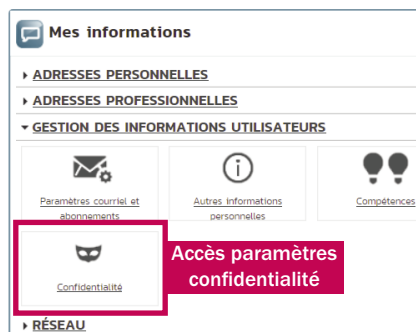 Mes informations
ADRESSES PERSONNELLES
ADRESSES PROFESSIONNELLES
GESTION DES INFORMATIONS UTILISATEURS
Paramètres courriel et
abonnements
Autres informations
personnelles
Compétences
Confidentialité
Accès paramètres
confidentialité
RÉSEAU